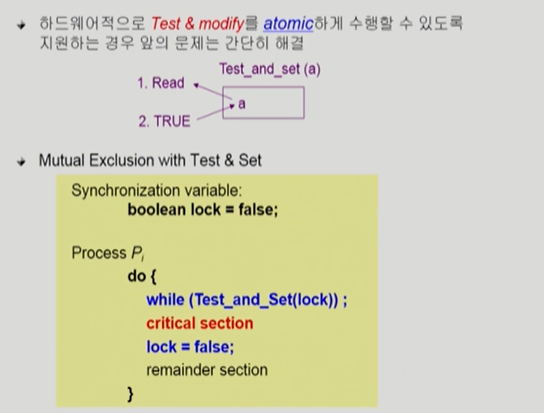 하드웨어적으로 Test & modify를 atomic하게 수행할 수 있도록
지원하는 경우 앞의 문제는 간단히 해결
Test_and_set (a)
1. Read
a
2. TRUE
Mutual Exclusion with Test & Set
Synchronization variable:
boolean lock = false;
Process Pi
do {
while (Test_and_Set(lock)) ;
critical section
lock = false;
remainder section
}